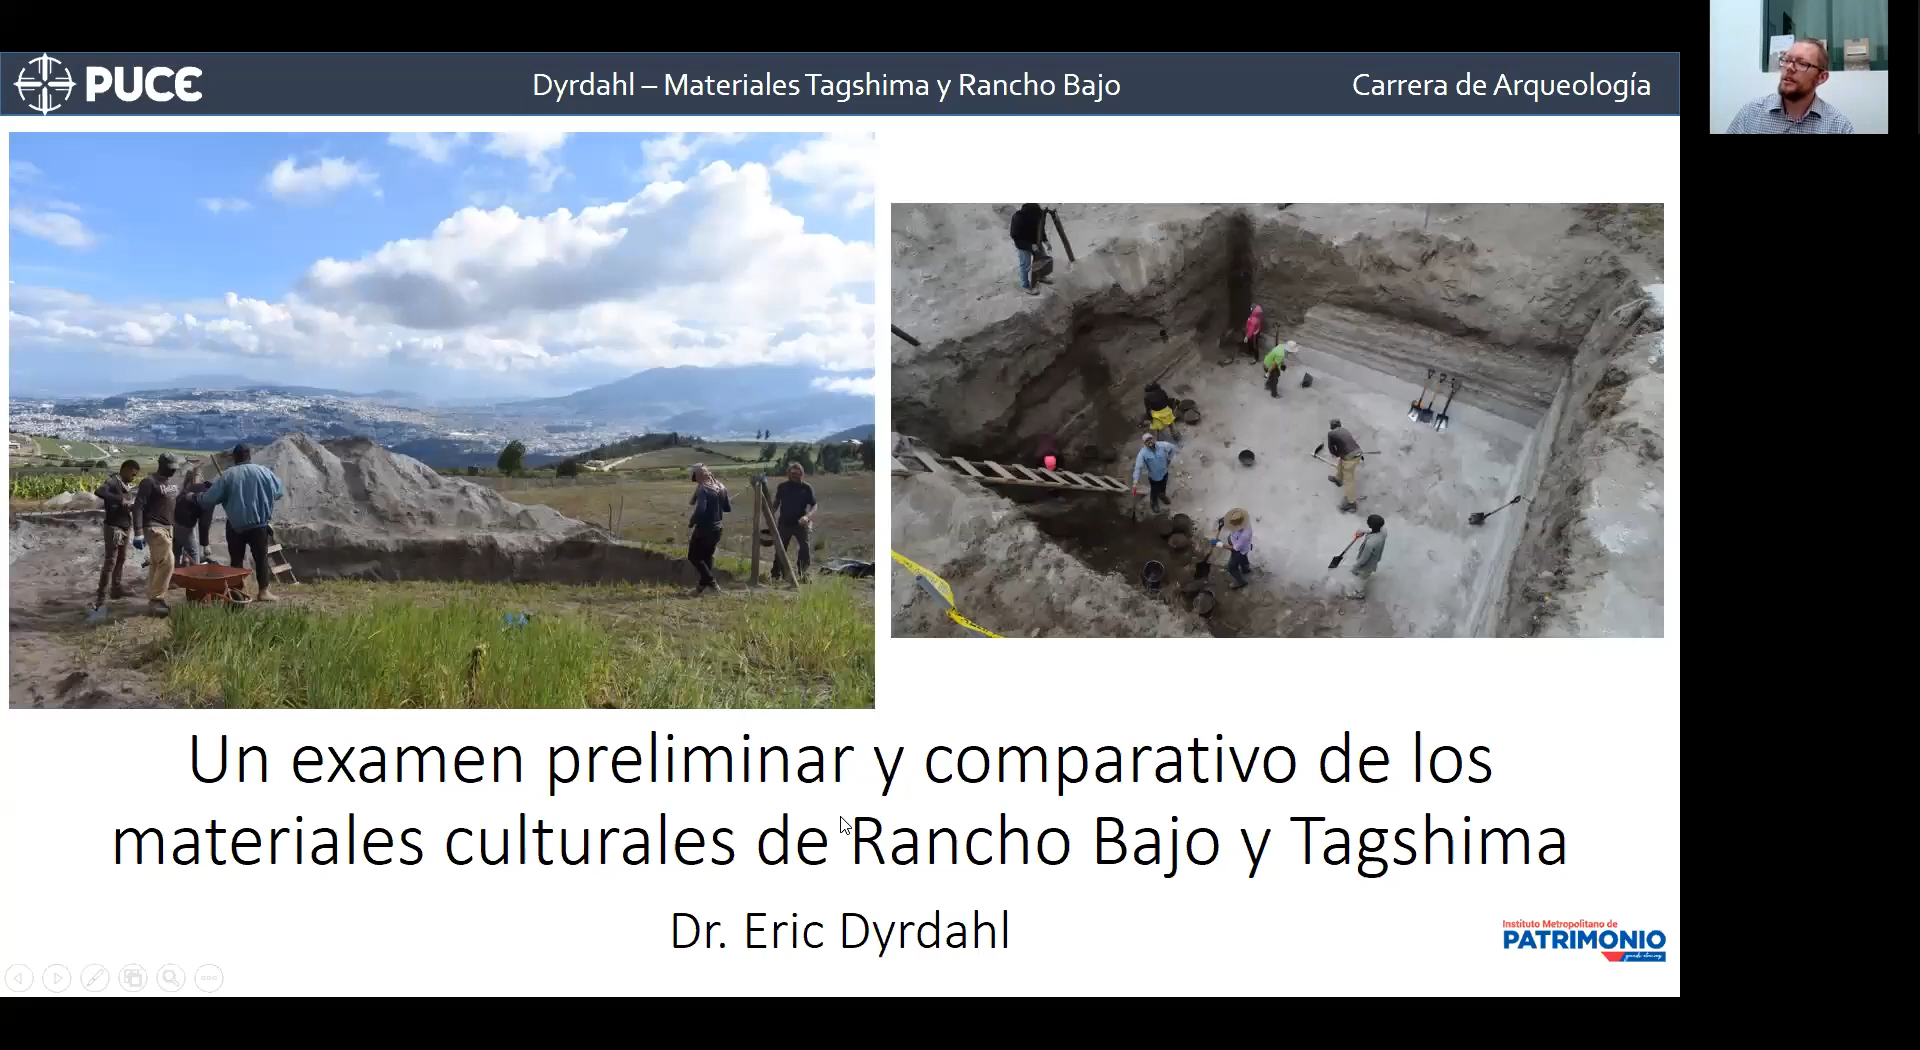 PUCE
Dyrdahl – Materiales Tagshima y Rancho Bajo
Carrera de Arqueología
Un examen preliminar y comparativo de los
materiales culturales de Rancho Bajo y Tagshima
Dr. Eric Dyrdahl
Instituto Metropolitano de
PATRIMONIO